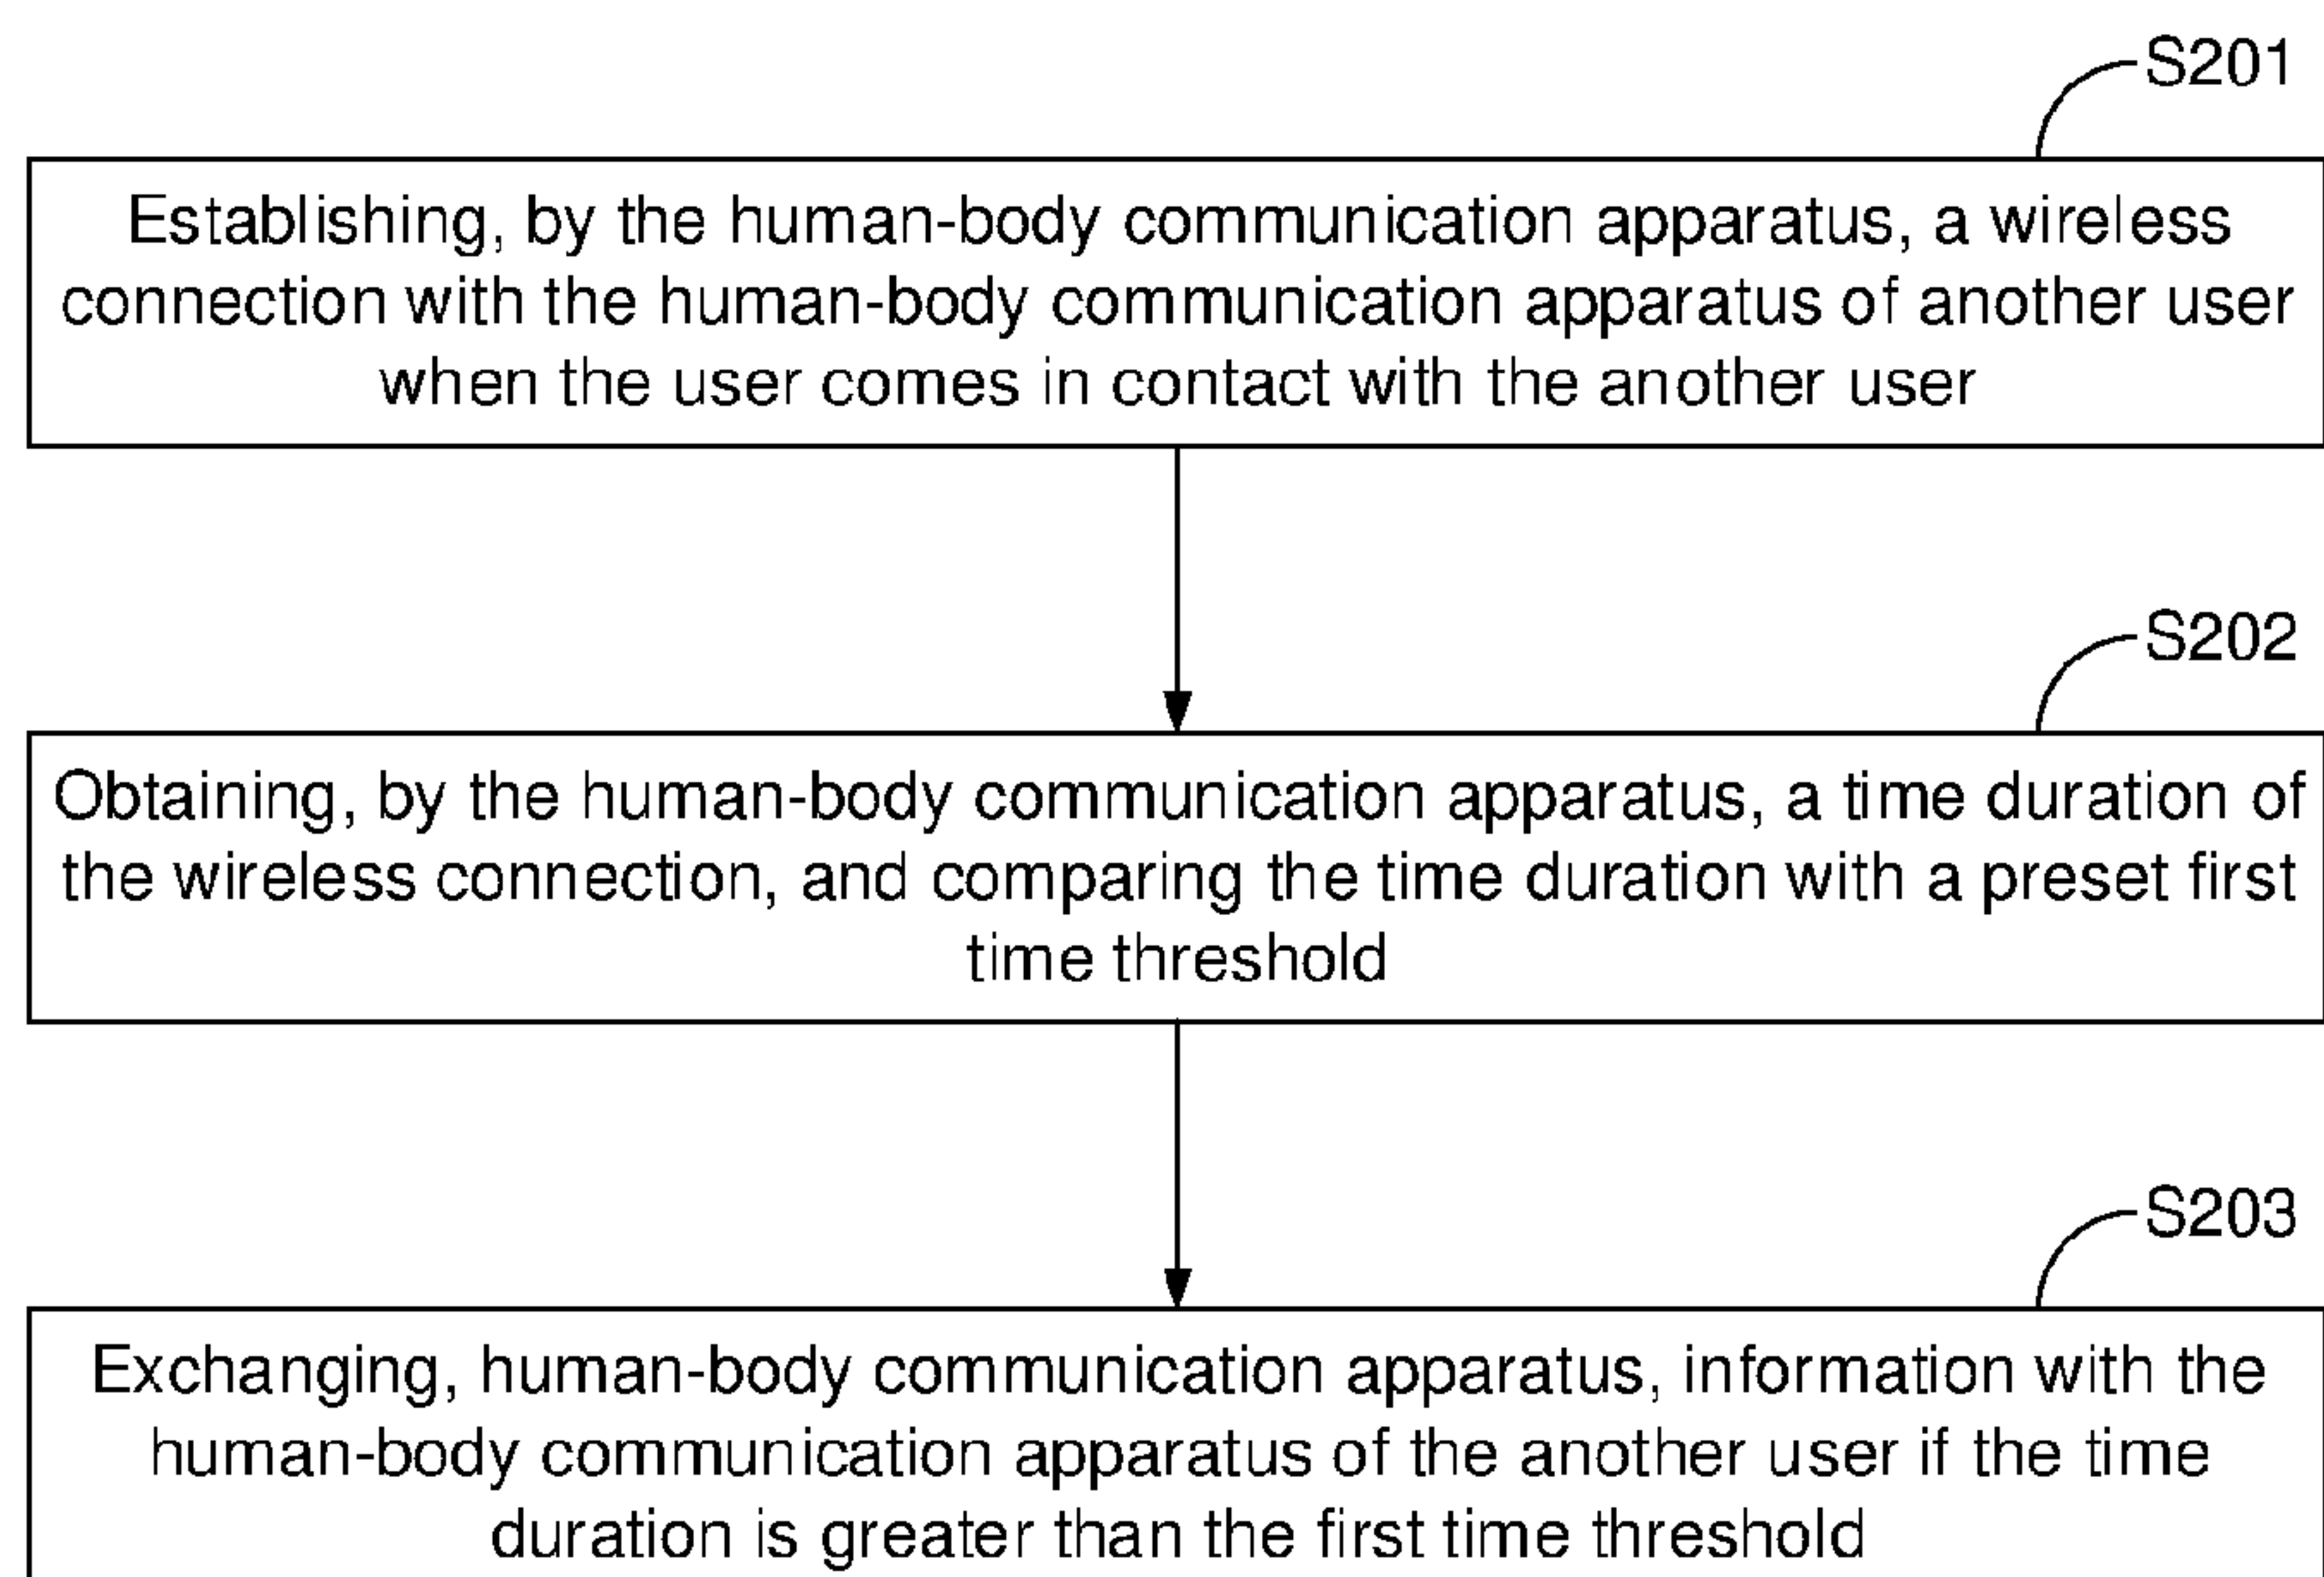 S201
Establishing, by the human-body communication apparatus, a wireless
connection with the human-body communication apparatus of another user
when the user comes in contact with the another user
S202
Obtaining, by the human-body communication apparatus, a time duration of
the wireless connection, and comparing the time duration with a preset first
time threshold
S203
Exchanging, human-body communication apparatus, information with the
human-body communication apparatus of the another user if the time
duration is greater than the first time threshold